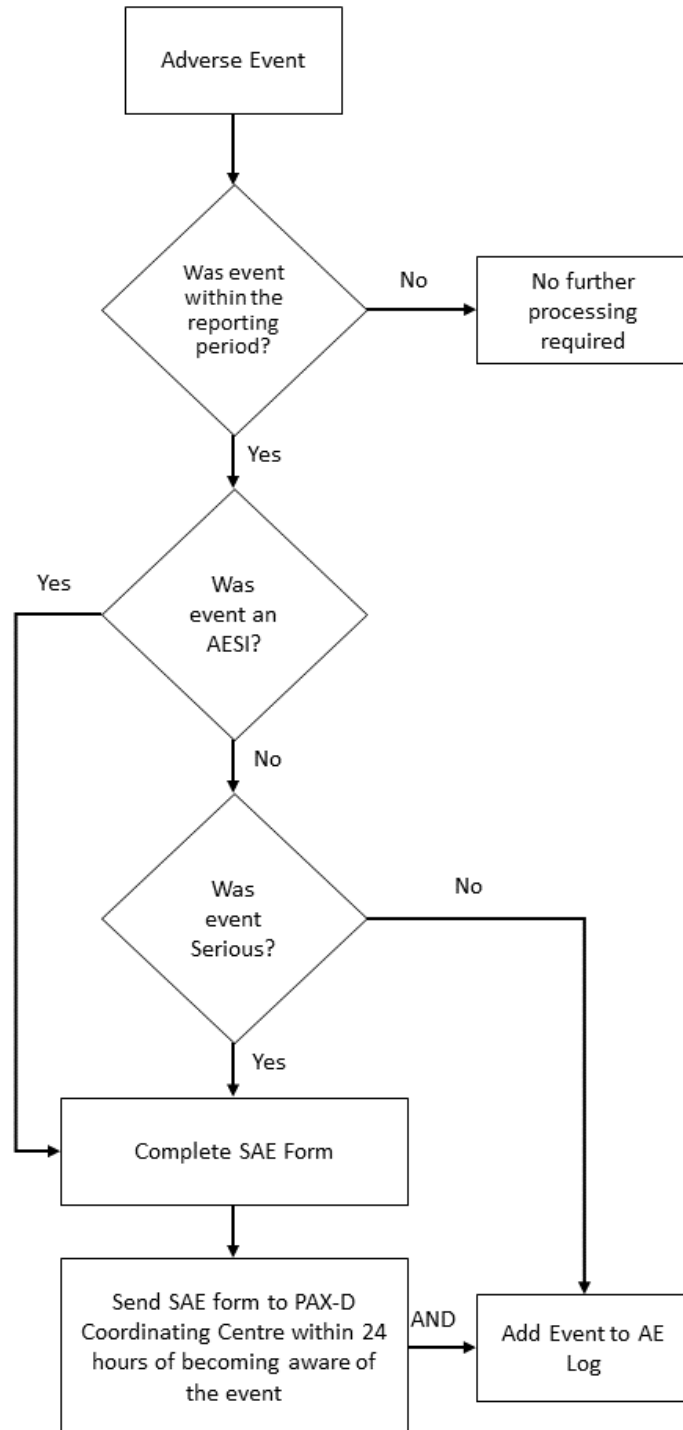 Adverse Event
Was event
within the
reporting
period?
No
No further
processing
required
Yes
Yes
Was
event an
AESI?
No
Was
event
Serious?
No
Yes
Complete SAE Form
Send SAE form to PAX-D
Coordinating Centre within 24
hours of becoming aware of
the event
AND
Add Event to AE
Log